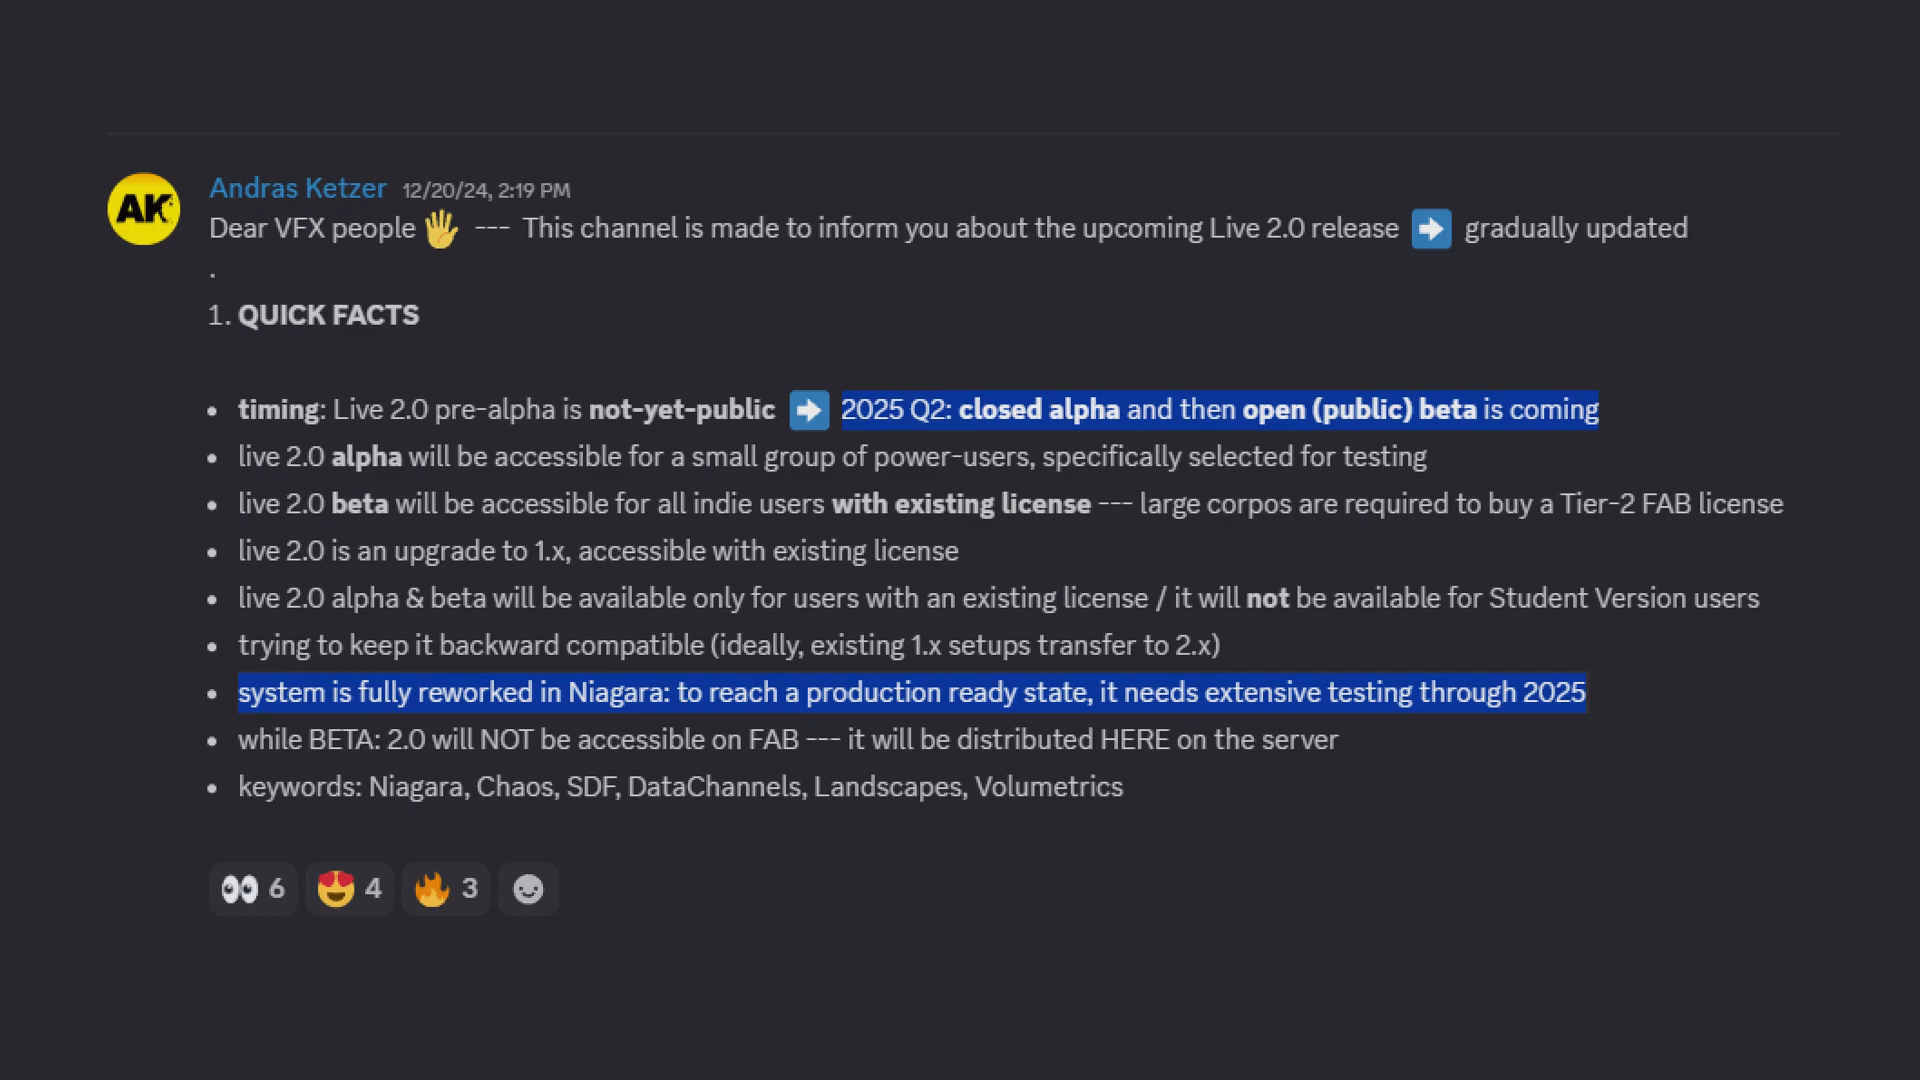 AK
Andras Ketzer 12/20/24, 2:19 PM
Dear VFX people 🖐 --- This channel is made to inform you about the upcoming Live 2.0 release ➡ gradually updated
.
1. QUICK FACTS
• timing: Live 2.0 pre-alpha is not-yet-public ➡ 2025 Q2: closed alpha and then open (public) beta is coming
• live 2.0 alpha will be accessible for a small group of power-users, specifically selected for testing
• live 2.0 beta will be accessible for all indie users with existing license --- large corpos are required to buy a Tier-2 FAB license
• live 2.0 is an upgrade to 1.x, accessible with existing license
• live 2.0 alpha & beta will be available only for users with an existing license / it will not be available for Student Version users
• trying to keep it backward compatible (ideally, existing 1.x setups transfer to 2.x)
• system is fully reworked in Niagara: to reach a production ready state, it needs extensive testing through 2025
• while BETA: 2.0 will NOT be accessible on FAB --- it will be distributed HERE on the server
• keywords: Niagara, Chaos, SDF, DataChannels, Landscapes, Volumetrics
👀 6 😍 4 🔥 3